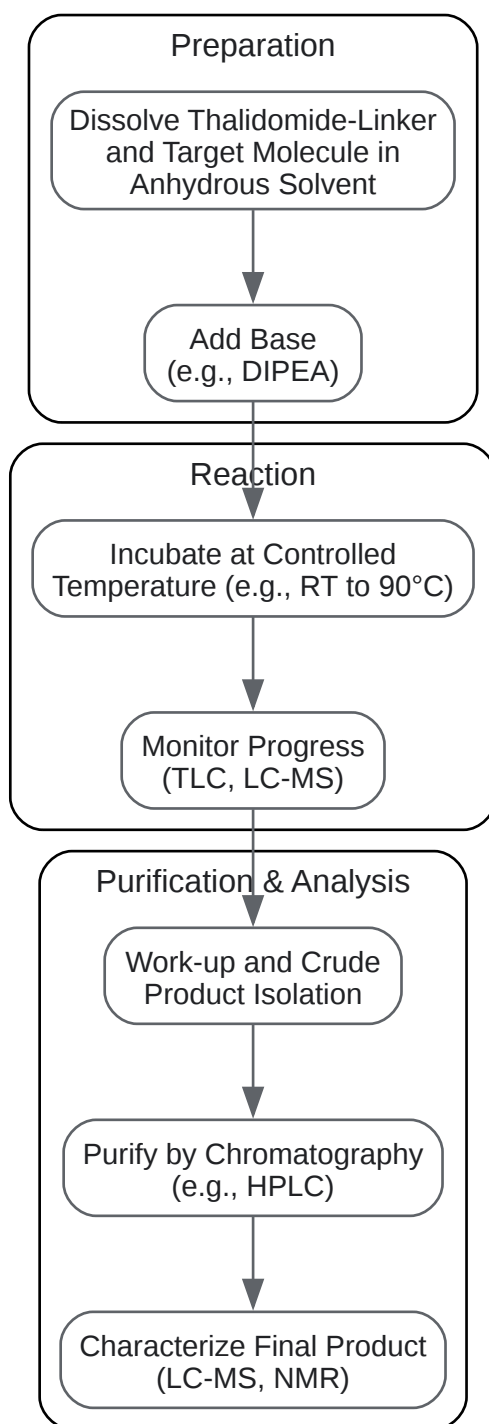 Preparation
Dissolve Thalidomide-Linker
and Target Molecule in
Anhydrous Solvent
Add Base
(e.g., DIPEA)
Reaction
Incubate at Controlled
Temperature (e.g., RT to 90°C)
Monitor Progress
(TLC, LC-MS)
Purification & Analysis
Work-up and Crude
Product Isolation
Purify by Chromatography
(e.g., HPLC)
Characterize Final Product
(LC-MS, NMR)